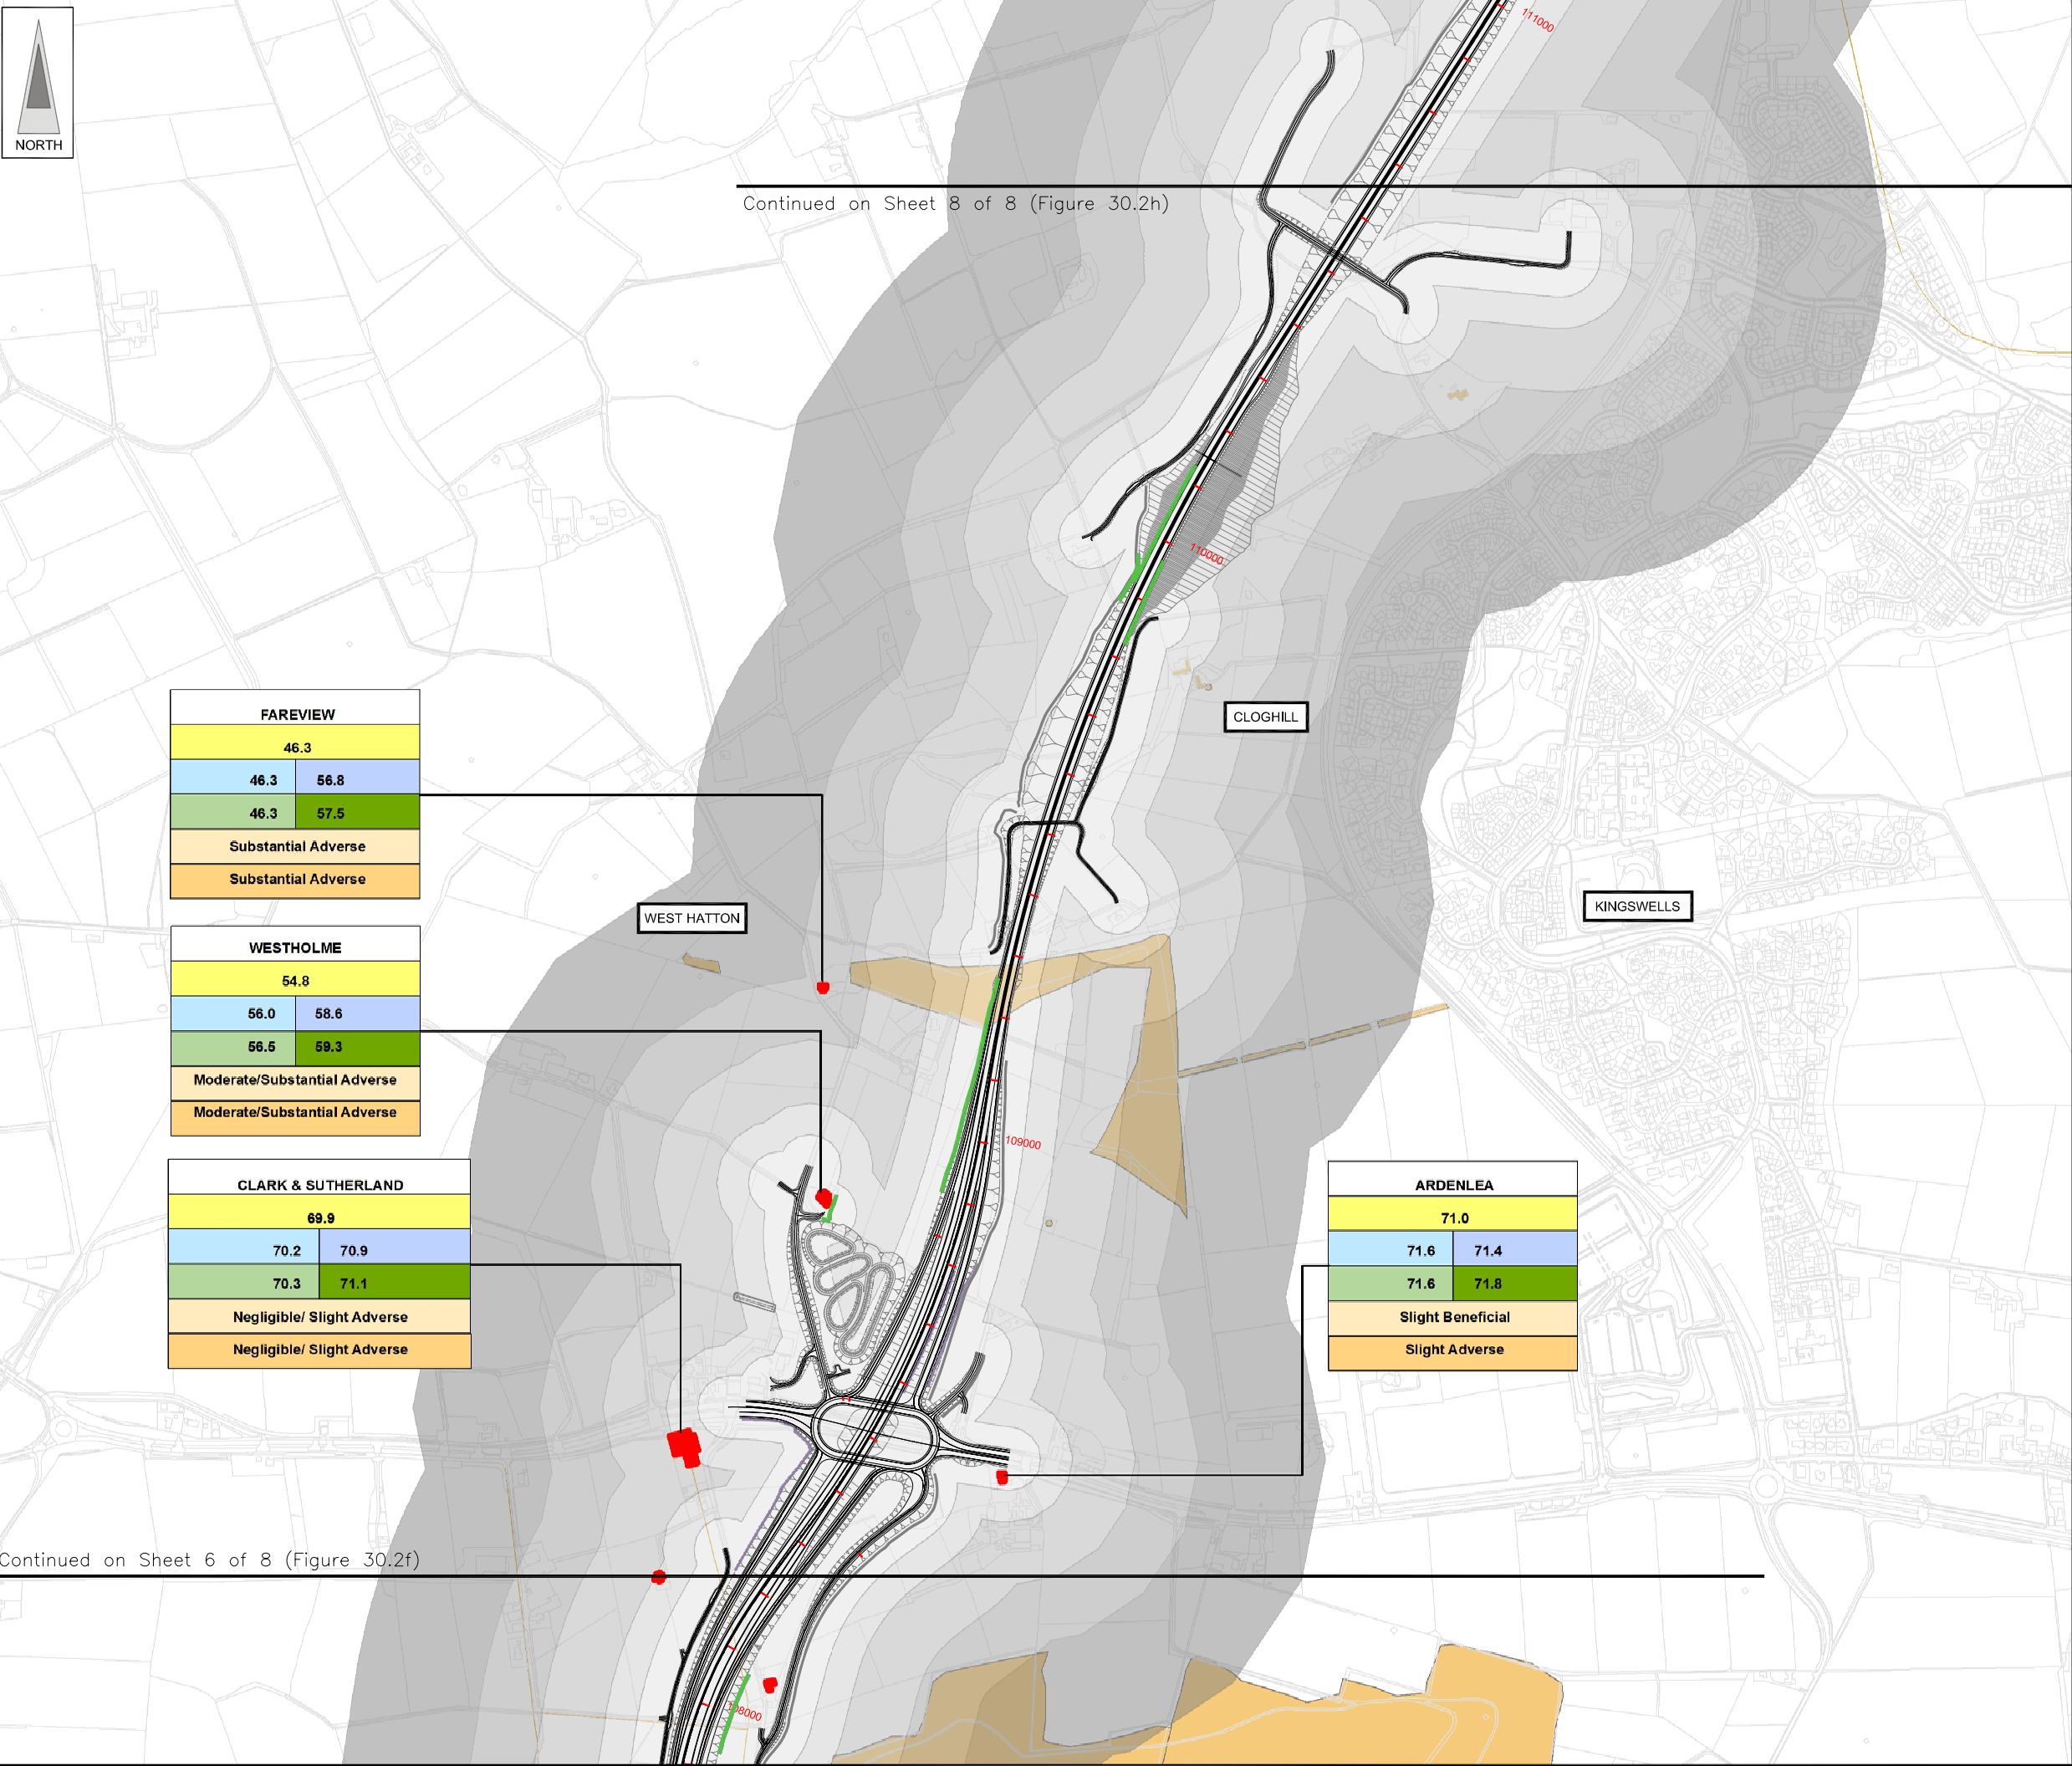 NORTH
111000
Continued on Sheet 8 of 8 (Figure 30.2h)
110000
FAREVIEW
46.3
46.3 56.8
46.3 57.5
Substantial Adverse
Substantial Adverse
CLOGHILL
WEST HATTON
KINGSWELLS
WESTHOLME
54.8
56.0 58.6
56.5 59.3
Moderate/Substantial Adverse
Moderate/Substantial Adverse
109000
CLARK & SUTHERLAND
69.9
70.2 70.9
70.3 71.1
Negligible/ Slight Adverse
Negligible/ Slight Adverse
ARDENLEA
71.0
71.6 71.4
71.6 71.8
Slight Beneficial
Slight Adverse
Continued on Sheet 6 of 8 (Figure 30.2f)
108000